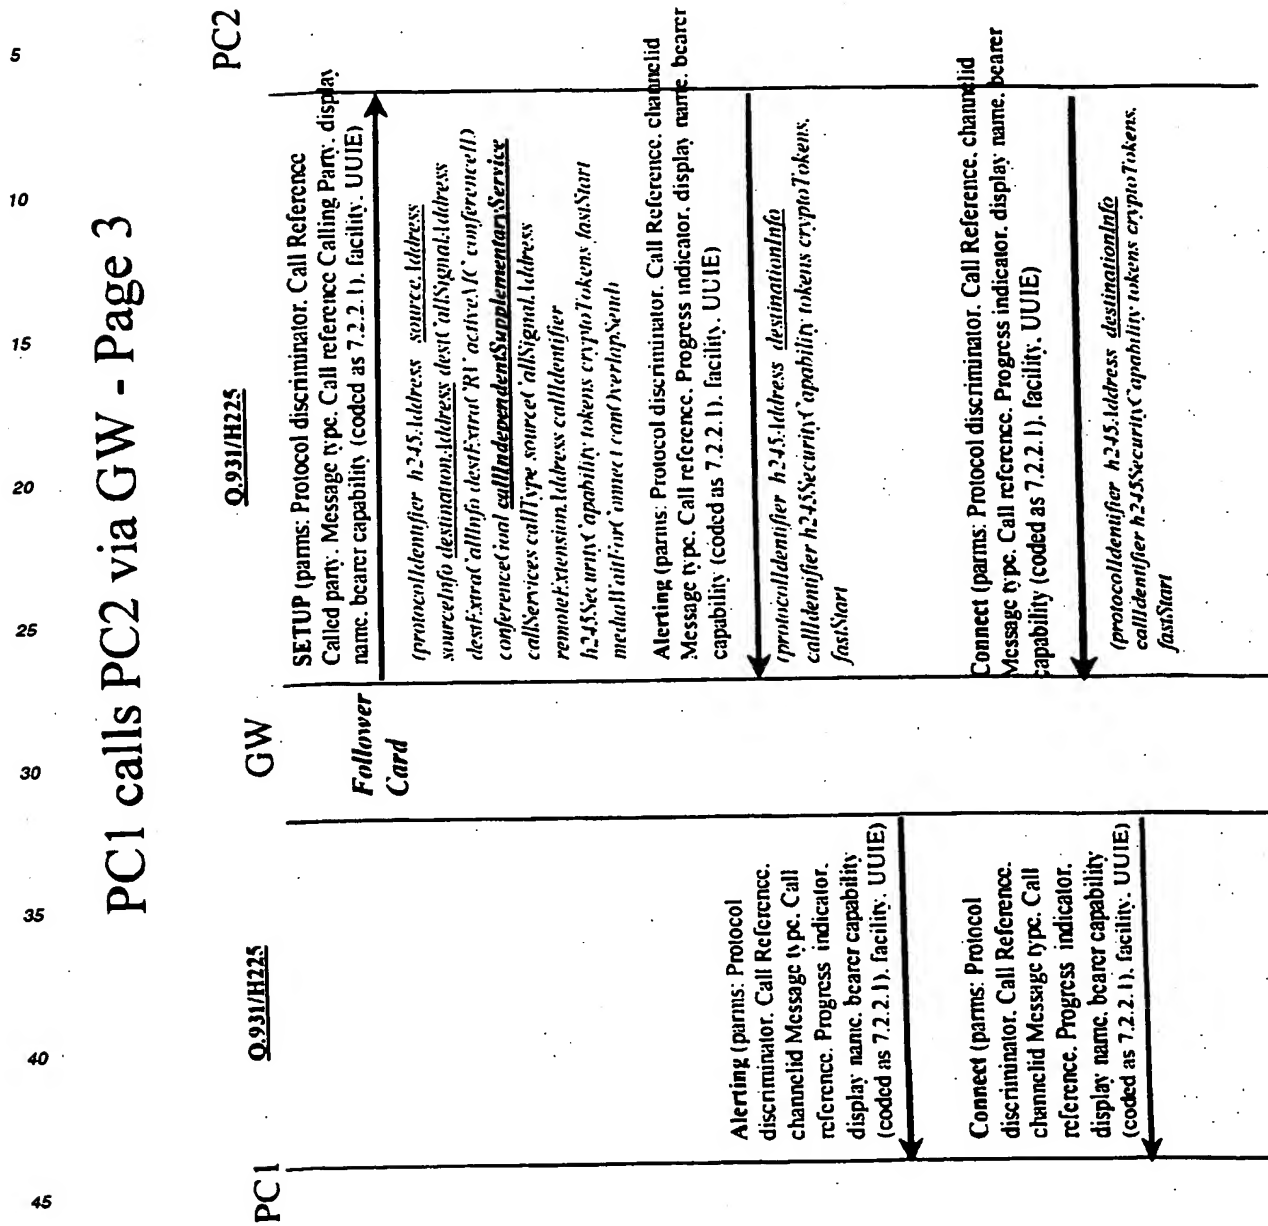 PC1 calls PC2 via GW - Page 3
PC1
GW
PC2
Q.931/H225
Q.931/H225
Follower
Card
SETUP (parms: Protocol discriminator. Call Reference
Called party. Message type. Call reference Calling Party. display
name. bearer capability (coded as 7.2.2.1). facility. UUIE)
(protocolIdentifier h245Address sourceAddress
sourceInfo destinationAddress destCallSignalAddress
destExtraCallInfo destExtraCRV activeMC conferenceID
conferenceGoal callIndependentSupplementaryService
callServices callType sourceCallSignalAddress
remoteExtensionAddress callIdentifier
h245SecurityCapability tokens cryptoTokens fastStart
mediaWaitForConnect canOverlapSend)
Alerting (parms: Protocol discriminator. Call Reference. channelid
Message type. Call reference. Progress indicator. display name. bearer
capability (coded as 7.2.2.1). facility. UUIE)
(protocolIdentifier h245Address destinationInfo
callIdentifier h245SecurityCapability tokens cryptoTokens.
fastStart
Alerting (parms: Protocol
discriminator. Call Reference.
channelid Message type. Call
reference. Progress indicator.
display name. bearer capability
(coded as 7.2.2.1). facility. UUIE)
Connect (parms: Protocol discriminator. Call Reference. channelid
Message type. Call reference. Progress indicator. display name. bearer
capability (coded as 7.2.2.1). facility. UUIE)
(protocolIdentifier h245Address destinationInfo
callIdentifier h245SecurityCapability tokens cryptoTokens.
fastStart
Connect (parms: Protocol
discriminator. Call Reference.
channelid Message type. Call
reference. Progress indicator.
display name. bearer capability
(coded as 7.2.2.1). facility. UUIE)
5
10
15
20
25
30
35
40
45